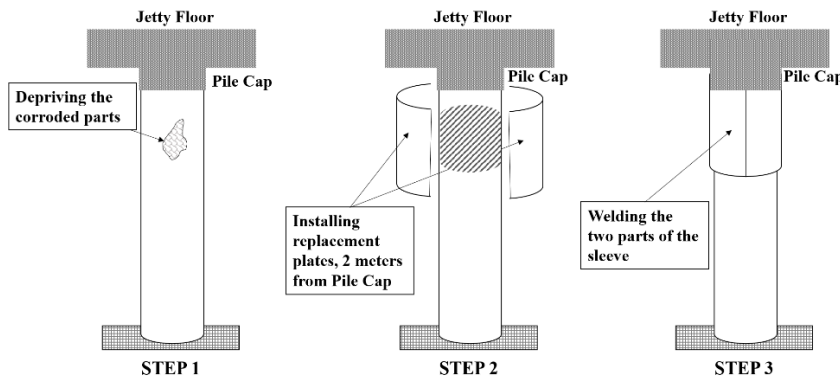 Jetty Floor
Pile Cap
Depriving the
corroded parts
STEP 1
Jetty Floor
Pile Cap
Installing
replacement
plates, 2 meters
from Pile Cap
STEP 2
Jetty Floor
Pile Cap
Welding the
two parts of the
sleeve
STEP 3